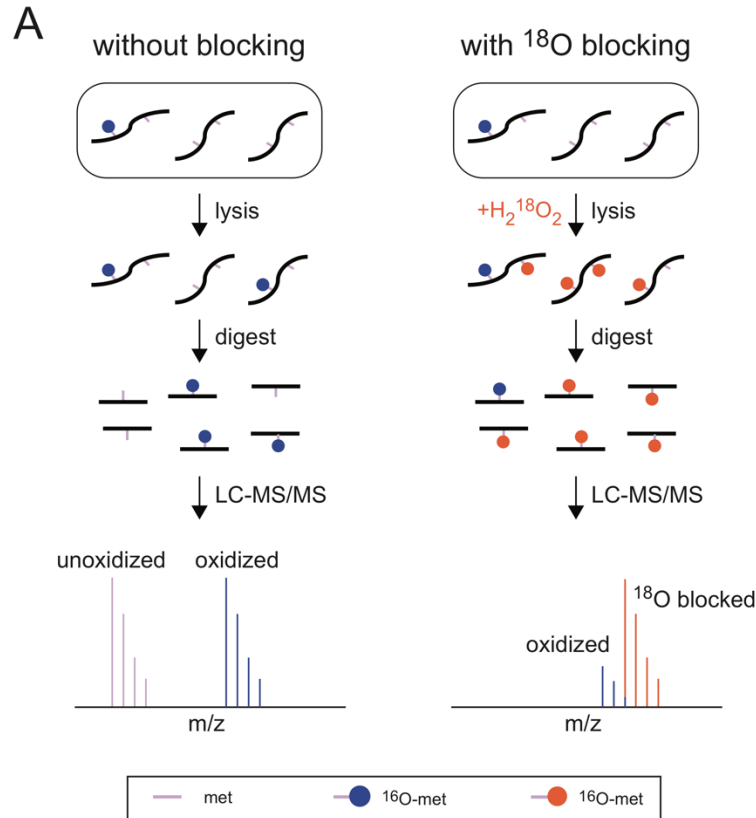 A
without blocking
with ¹⁸O blocking
lysis
+H₂¹⁸O₂ lysis
digest
digest
LC-MS/MS
LC-MS/MS
unoxidized oxidized
¹⁸O blocked
oxidized
m/z
m/z
met ¹⁶O-met ¹⁶O-met